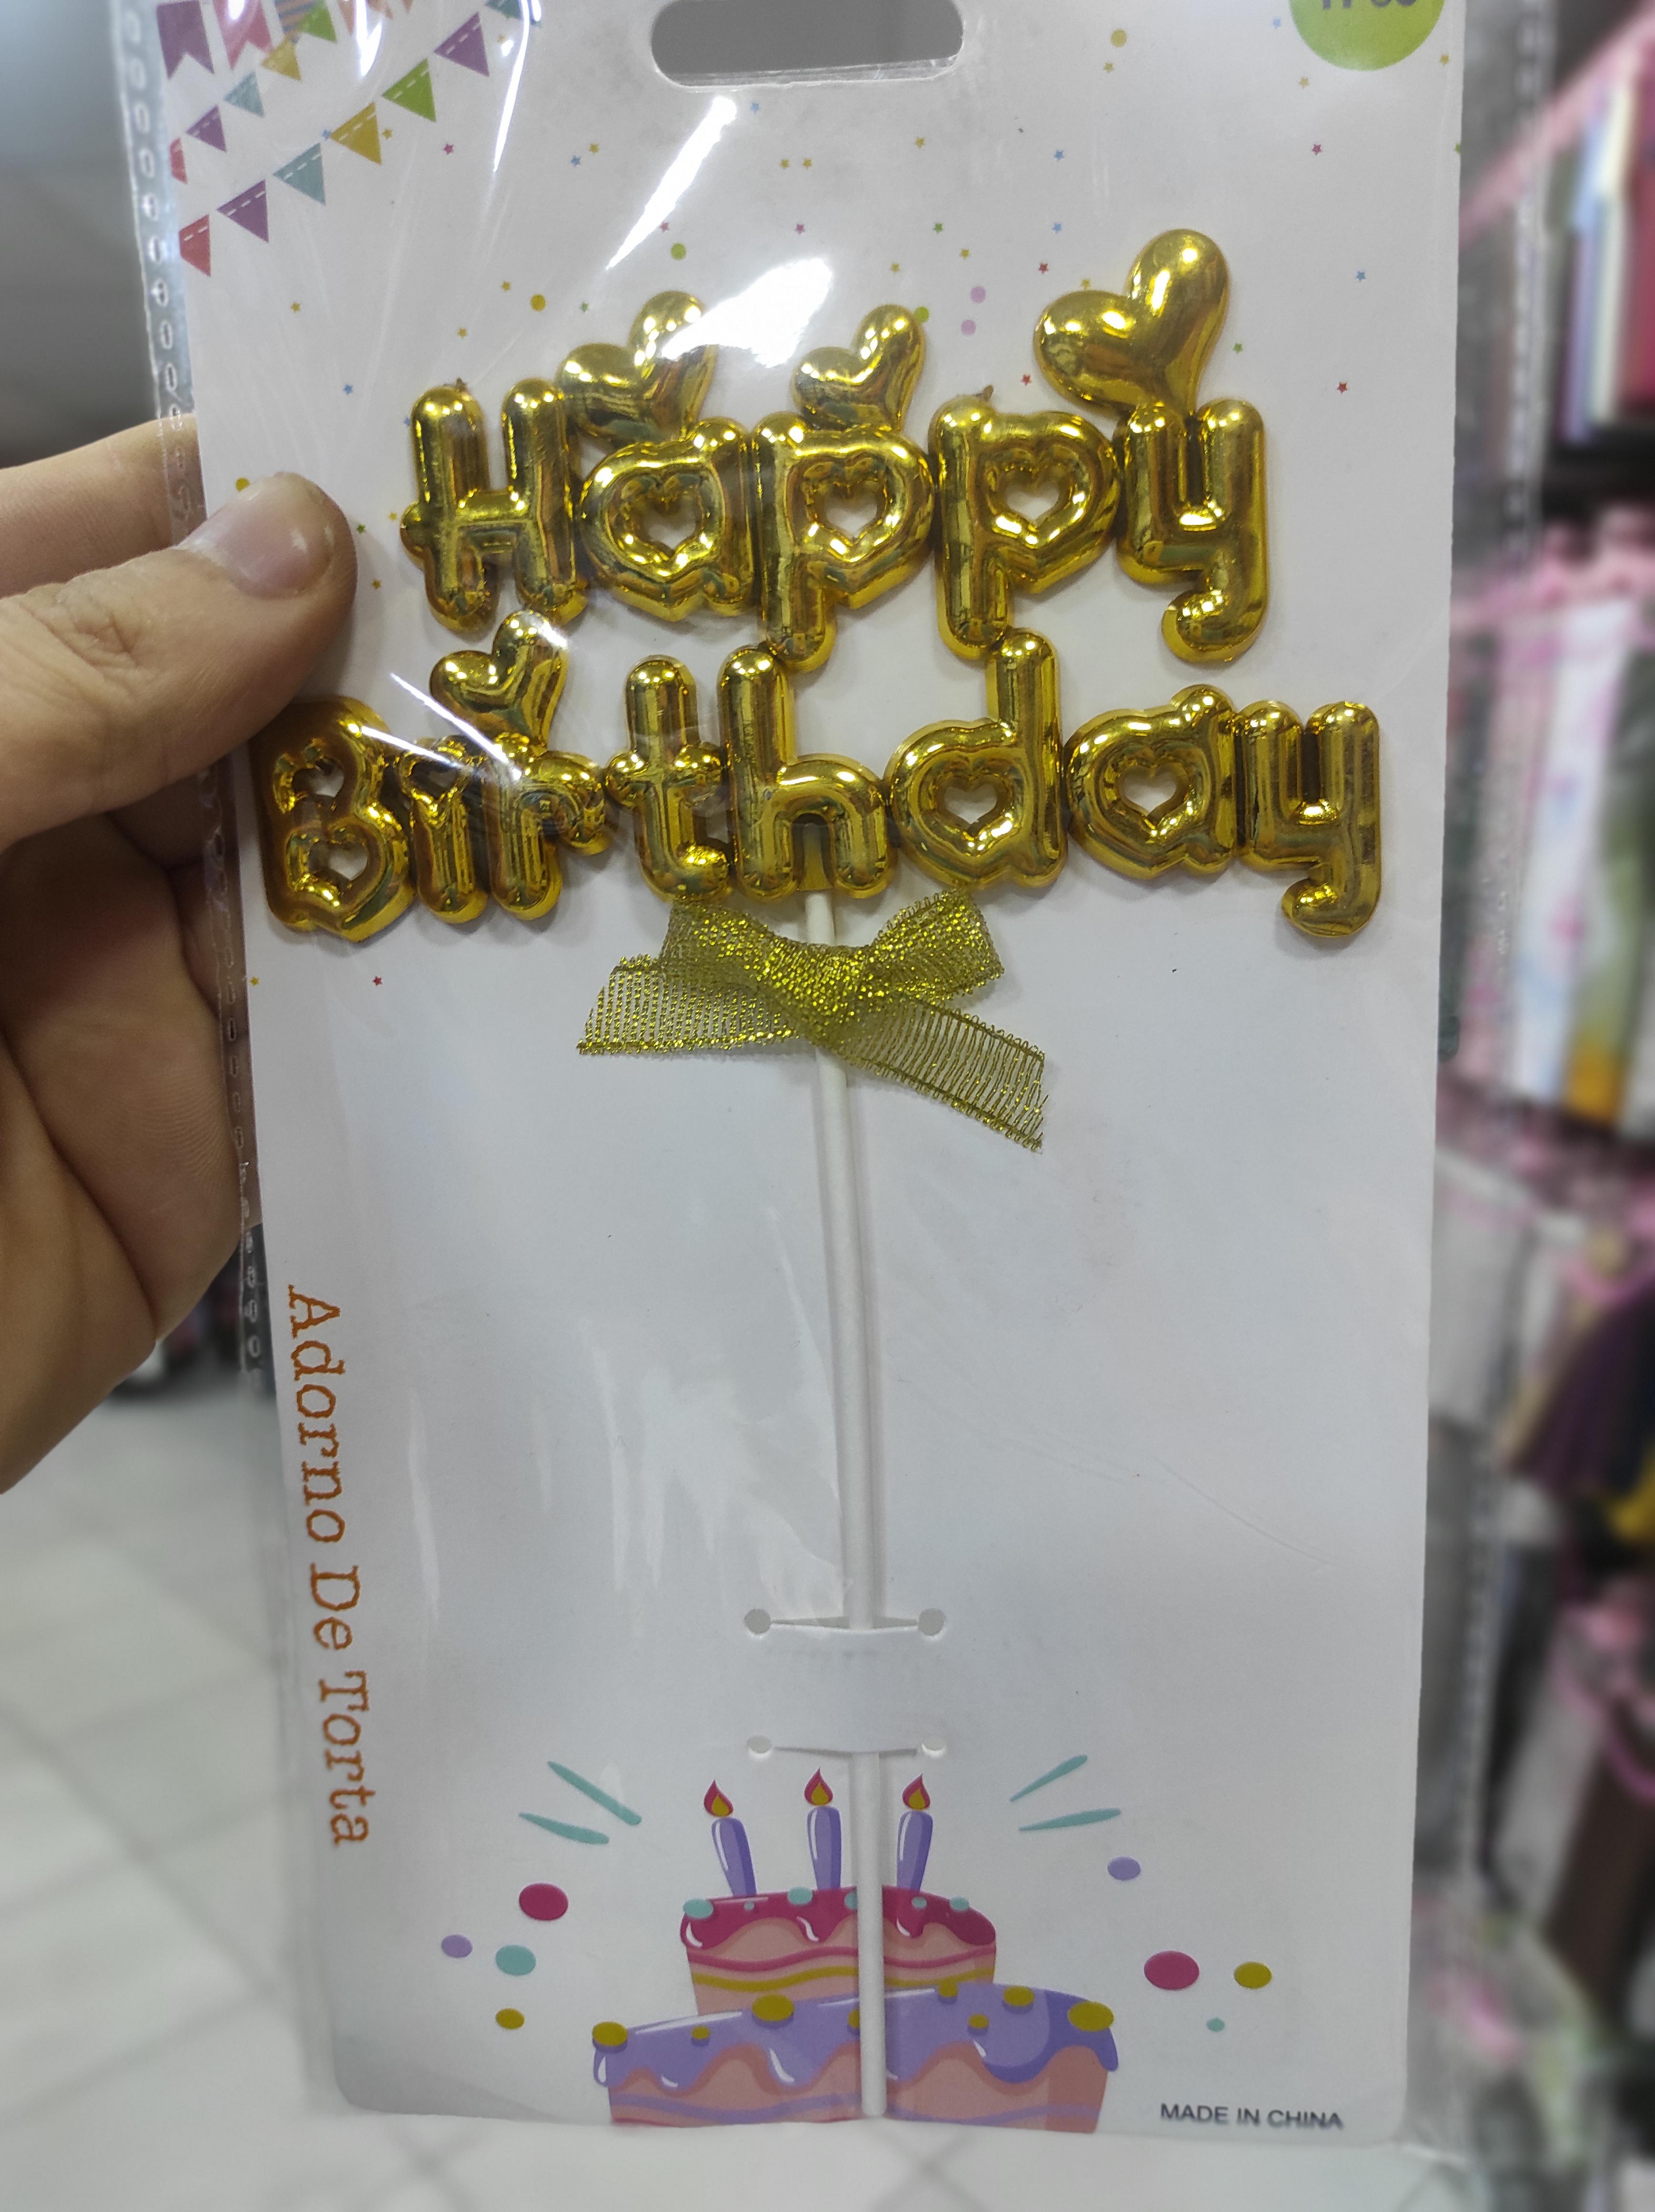 Happy
Birthday
Adorno De Torta
MADE IN CHINA